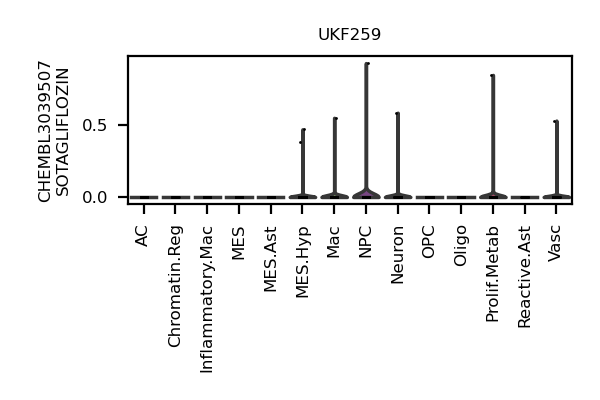 UKF259
CHEMBL3039507
SOTAGLIFLOZIN
0.5
0.0
AC
Chromatin.Reg
Inflammatory.Mac
MES
MES.Ast
MES.Hyp
Mac
NPC
Neuron
OPC
Oligo
Prolif.Metab
Reactive.Ast
Vasc